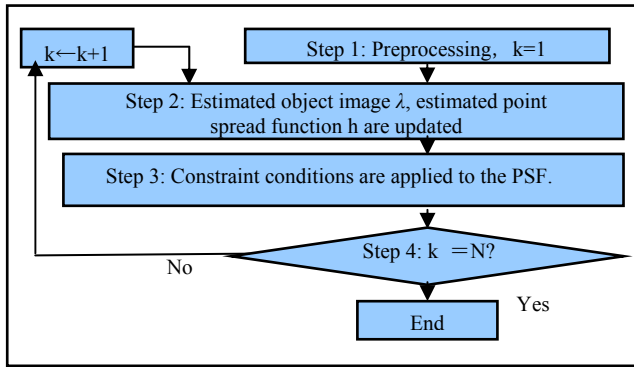 k←k+1
Step 1: Preprocessing, k=1
Step 2: Estimated object image λ, estimated point
spread function h are updated
Step 3: Constraint conditions are applied to the PSF.
Step 4: k =N?
No
Yes
End